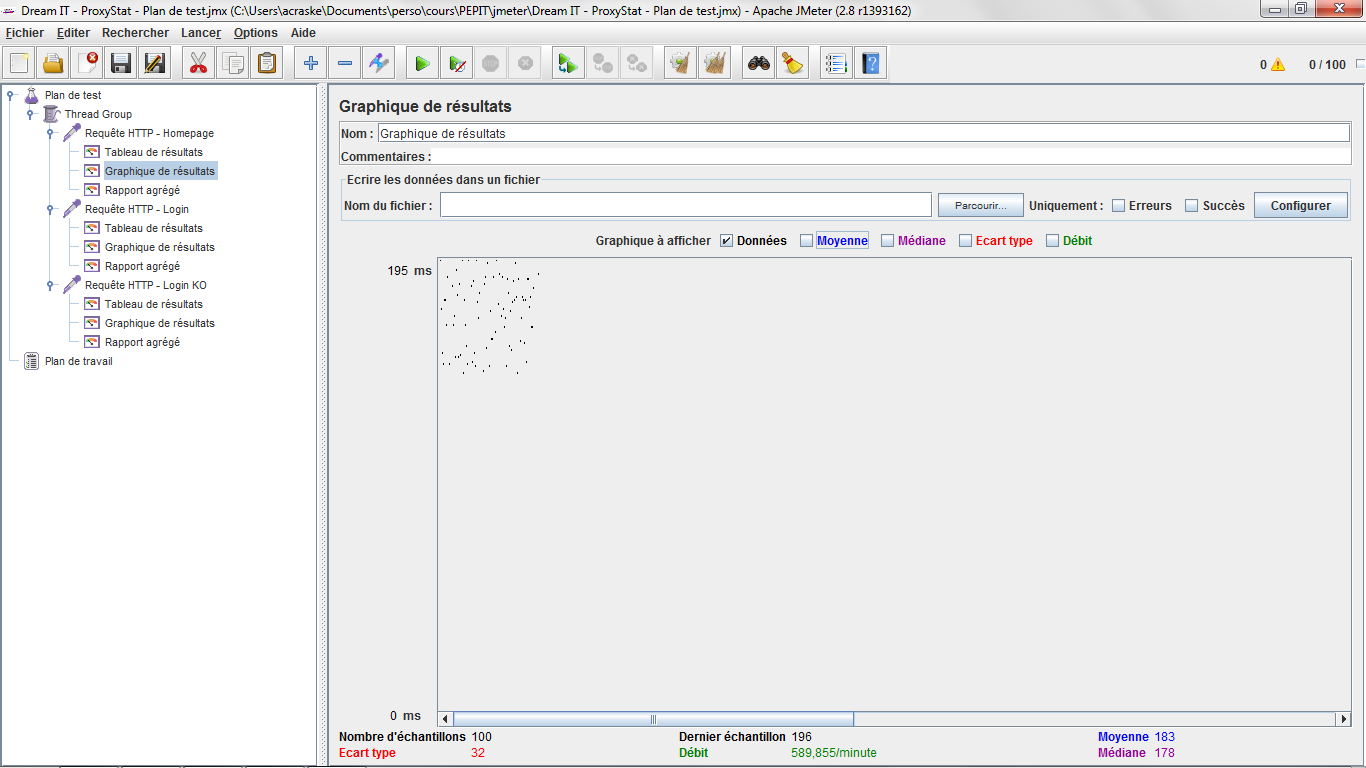 Dream IT - ProxyStat - Plan de test.jmx (C:\Users\acraske\Documents\perso\cours\PEPIT\jmeter\Dream IT - ProxyStat - Plan de test.jmx) - Apache JMeter (2.8 r1393162)
Fichier Editer Rechercher Lancer Options Aide
0 0 / 100
Plan de test
Thread Group
Requête HTTP - Homepage
Tableau de résultats
Graphique de résultats
Rapport agrégé
Requête HTTP - Login
Tableau de résultats
Graphique de résultats
Rapport agrégé
Requête HTTP - Login KO
Tableau de résultats
Graphique de résultats
Rapport agrégé
Plan de travail
Graphique de résultats
Nom : Graphique de résultats
Commentaires :
Ecrire les données dans un fichier
Nom du fichier : Parcourir... Uniquement : Erreurs Succès Configurer
Graphique à afficher Données Moyenne Médiane Ecart type Débit
195 ms
0 ms
Nombre d'échantillons 100 Dernier échantillon 196 Moyenne 183
Ecart type 32 Débit 589,855/minute Médiane 178